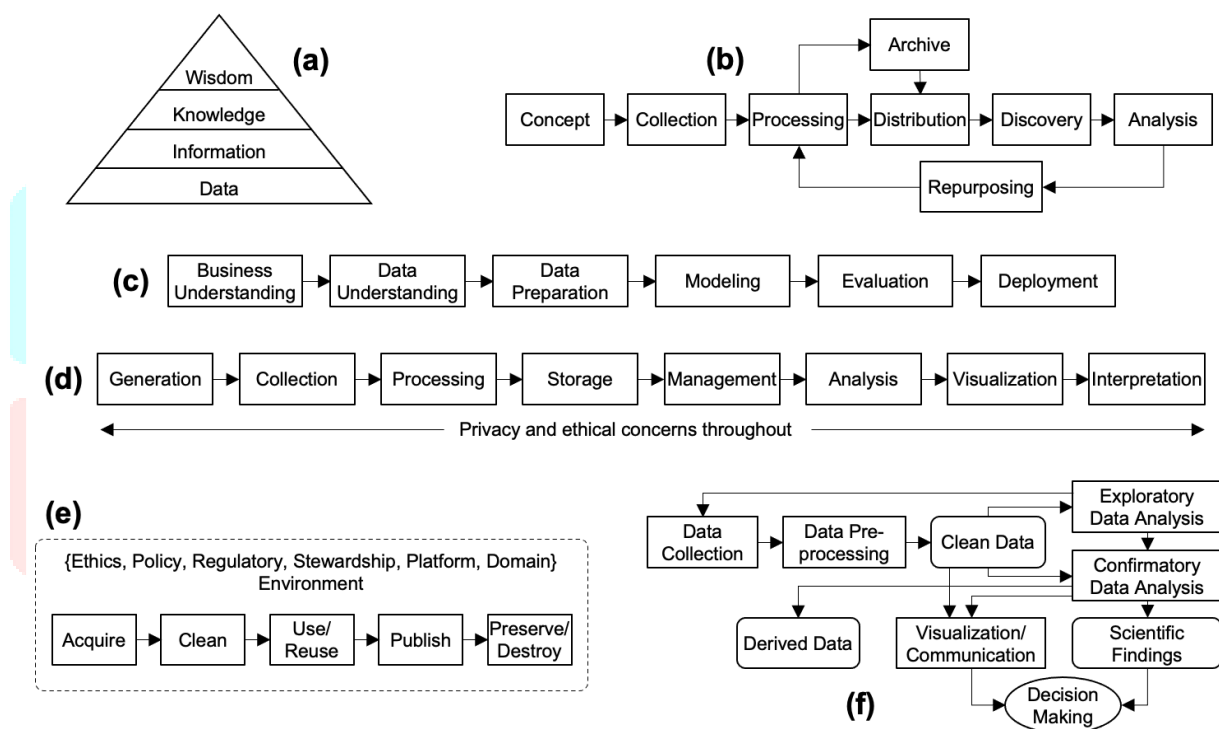 (a)
Wisdom
Knowledge
Information
Data
(b)
Archive
Concept
Collection
Processing
Distribution
Discovery
Analysis
Repurposing
(c)
Business
Understanding
Data
Understanding
Data
Preparation
Modeling
Evaluation
Deployment
(d)
Generation
Collection
Processing
Storage
Management
Analysis
Visualization
Interpretation
Privacy and ethical concerns throughout
(e)
{Ethics, Policy, Regulatory, Stewardship, Platform, Domain}
Environment
Acquire
Clean
Use/
Reuse
Publish
Preserve/
Destroy
Exploratory
Data Analysis
Data
Collection
Data Pre-
processing
Clean Data
Confirmatory
Data Analysis
Derived Data
Visualization/
Communication
Scientific
Findings
Decision
Making
(f)